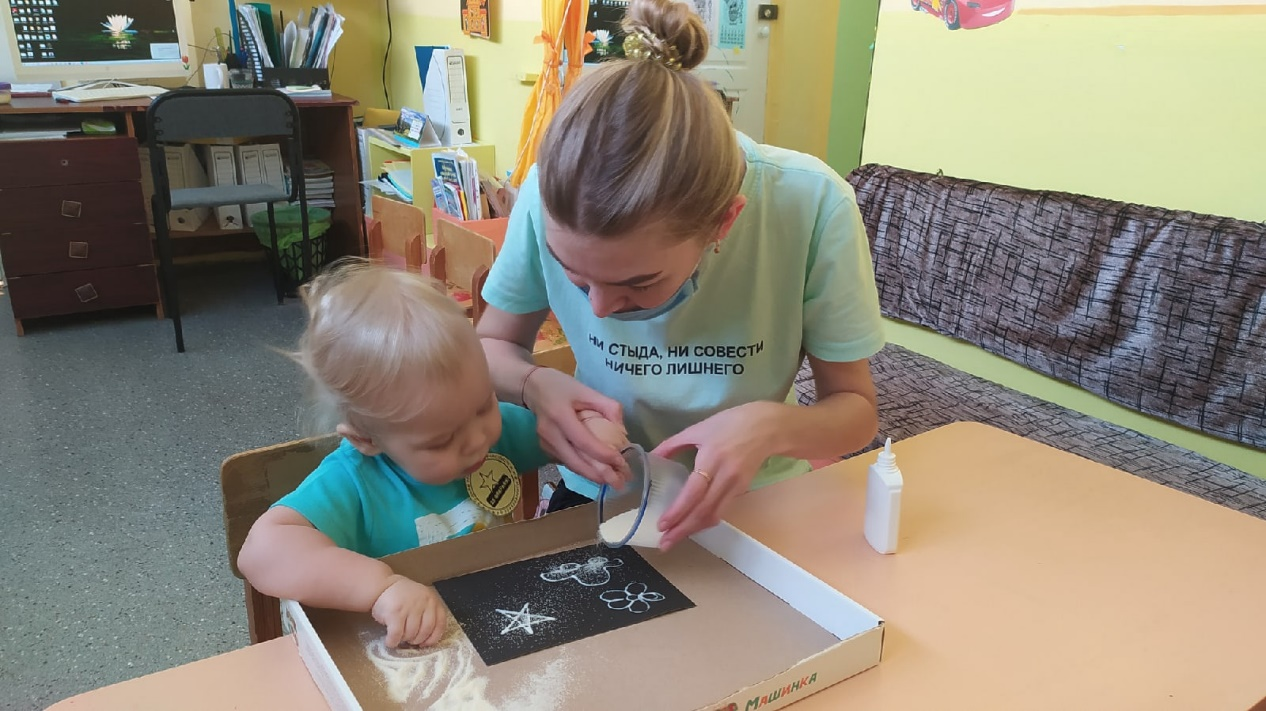 НИ СТЫДА, НИ СОВЕСТИ
НИЧЕГО ЛИШНЕГО
МАШИНКА